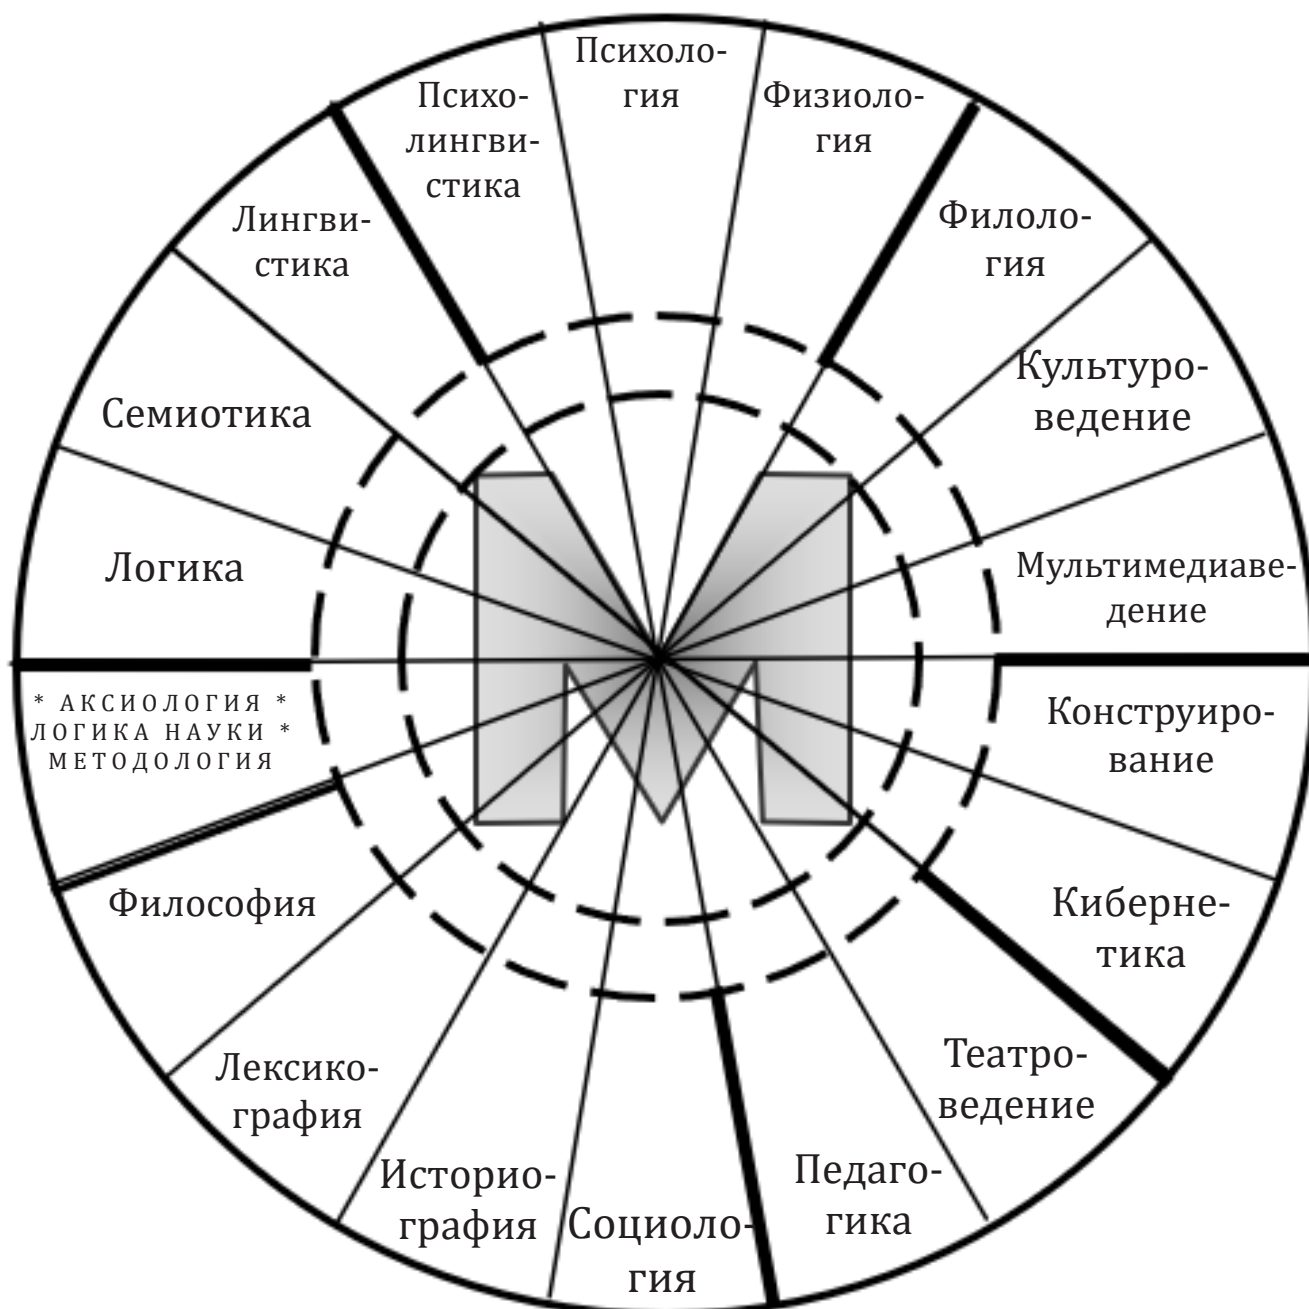 Психоло-
гия
Физиоло-
гия
Филоло-
гия
Культуро-
ведение
Мультимедиаве-
дение
Конструиро-
вание
Киберне-
тика
Театро-
ведение
Педаго-
гика
Социоло-
гия
Историо-
графия
Лексико-
графия
Философия
* АКСИОЛОГИЯ *
ЛОГИКА НАУКИ *
МЕТОДОЛОГИЯ
Логика
Семиотика
Лингви-
стика
Психо-
лингви-
стика